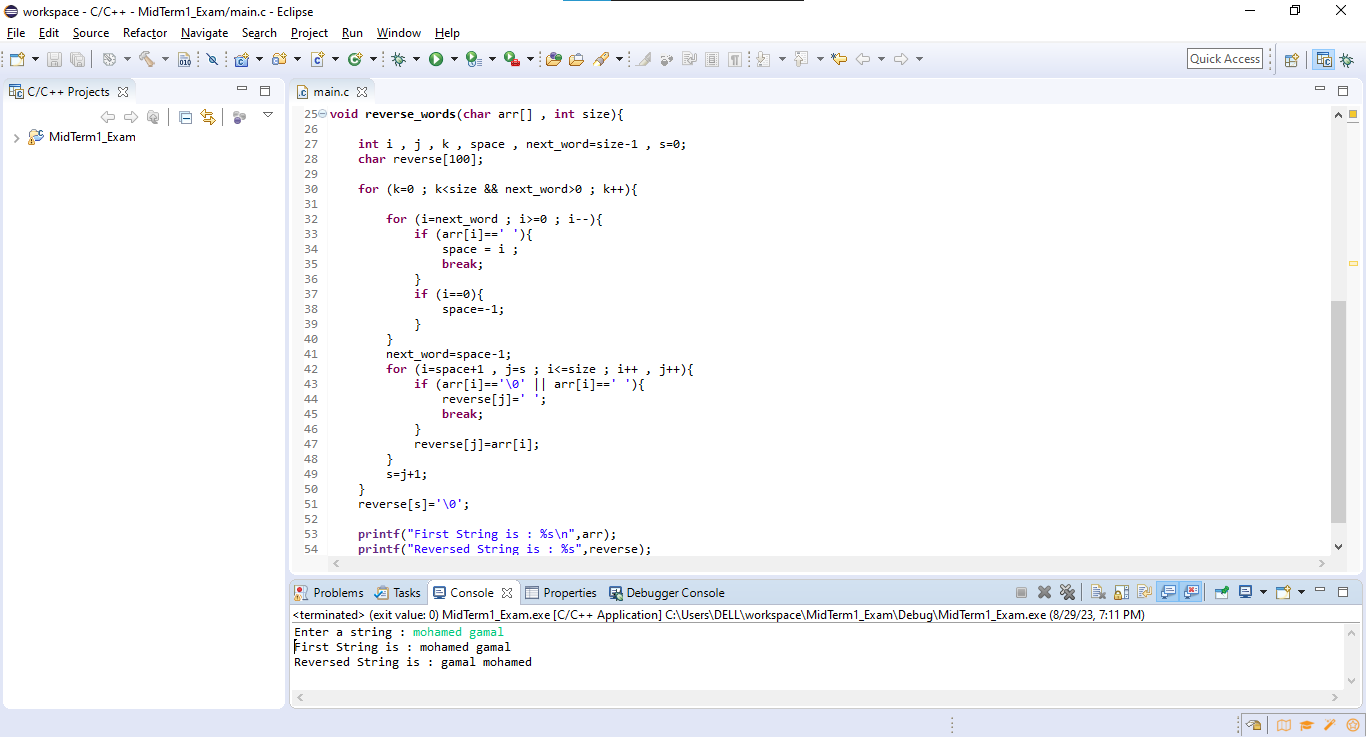 workspace - C/C++ - MidTerm1_Exam/main.c - Eclipse
File Edit Source Refactor Navigate Search Project Run Window Help
Quick Access
C/C++ Projects
main.c
MidTerm1_Exam
25 void reverse_words(char arr[] , int size){
26
27 int i , j , k , space , next_word=size-1 , s=0;
28 char reverse[100];
29
30 for (k=0 ; k<size && next_word>0 ; k++){
31
32 for (i=next_word ; i>=0 ; i--){
33 if (arr[i]==' '){
34 space = i ;
35 break;
36 }
37 if (i==0){
38 space=-1;
39 }
40 }
41 next_word=space-1;
42 for (i=space+1 , j=s ; i<=size ; i++ , j++){
43 if (arr[i]=='\0' || arr[i]==' '){
44 reverse[j]=' ';
45 break;
46 }
47 reverse[j]=arr[i];
48 }
49 s=j+1;
50 }
51 reverse[s]='\0';
52
53 printf("First String is : %s\n",arr);
54 printf("Reversed String is : %s",reverse);
Problems Tasks Console Properties Debugger Console
<terminated> (exit value: 0) MidTerm1_Exam.exe [C/C++ Application] C:\Users\DELL\workspace\MidTerm1_Exam\Debug\MidTerm1_Exam.exe (8/29/23, 7:11 PM)
Enter a string : mohamed gamal
First String is : mohamed gamal
Reversed String is : gamal mohamed